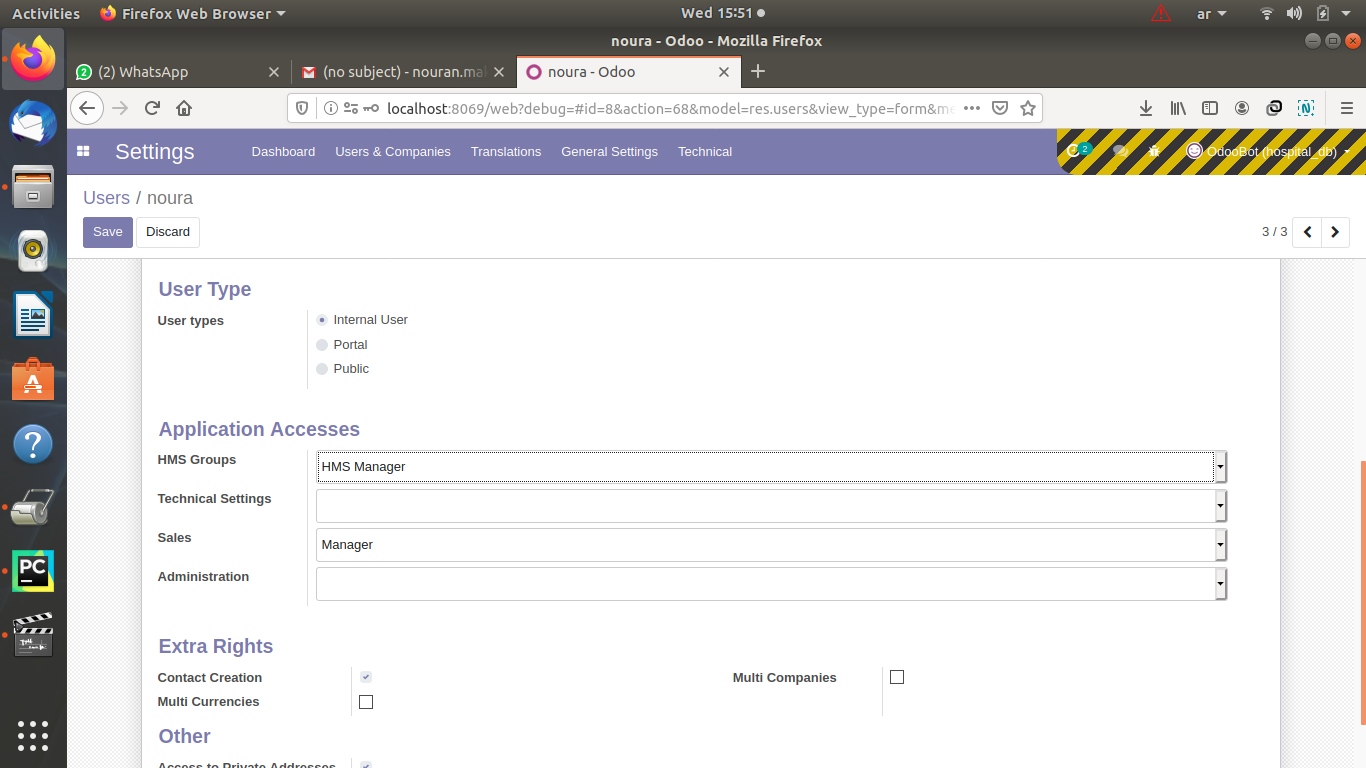 Activities Firefox Web Browser Wed 15:51 ar
noura - Odoo - Mozilla Firefox
(2) WhatsApp (no subject) - nouran.mal noura - Odoo
localhost:8069/web?debug=#id=8&action=68&model=res.users&view_type=form&me
Settings Dashboard Users & Companies Translations General Settings Technical 2 OdooBot (hospital_db)
Users / noura
Save Discard 3 / 3
User Type
User types Internal User
Portal
Public
Application Accesses
HMS Groups HMS Manager
Technical Settings
Sales Manager
Administration
Extra Rights
Contact Creation Multi Companies
Multi Currencies
Other
Access to Private Addresses